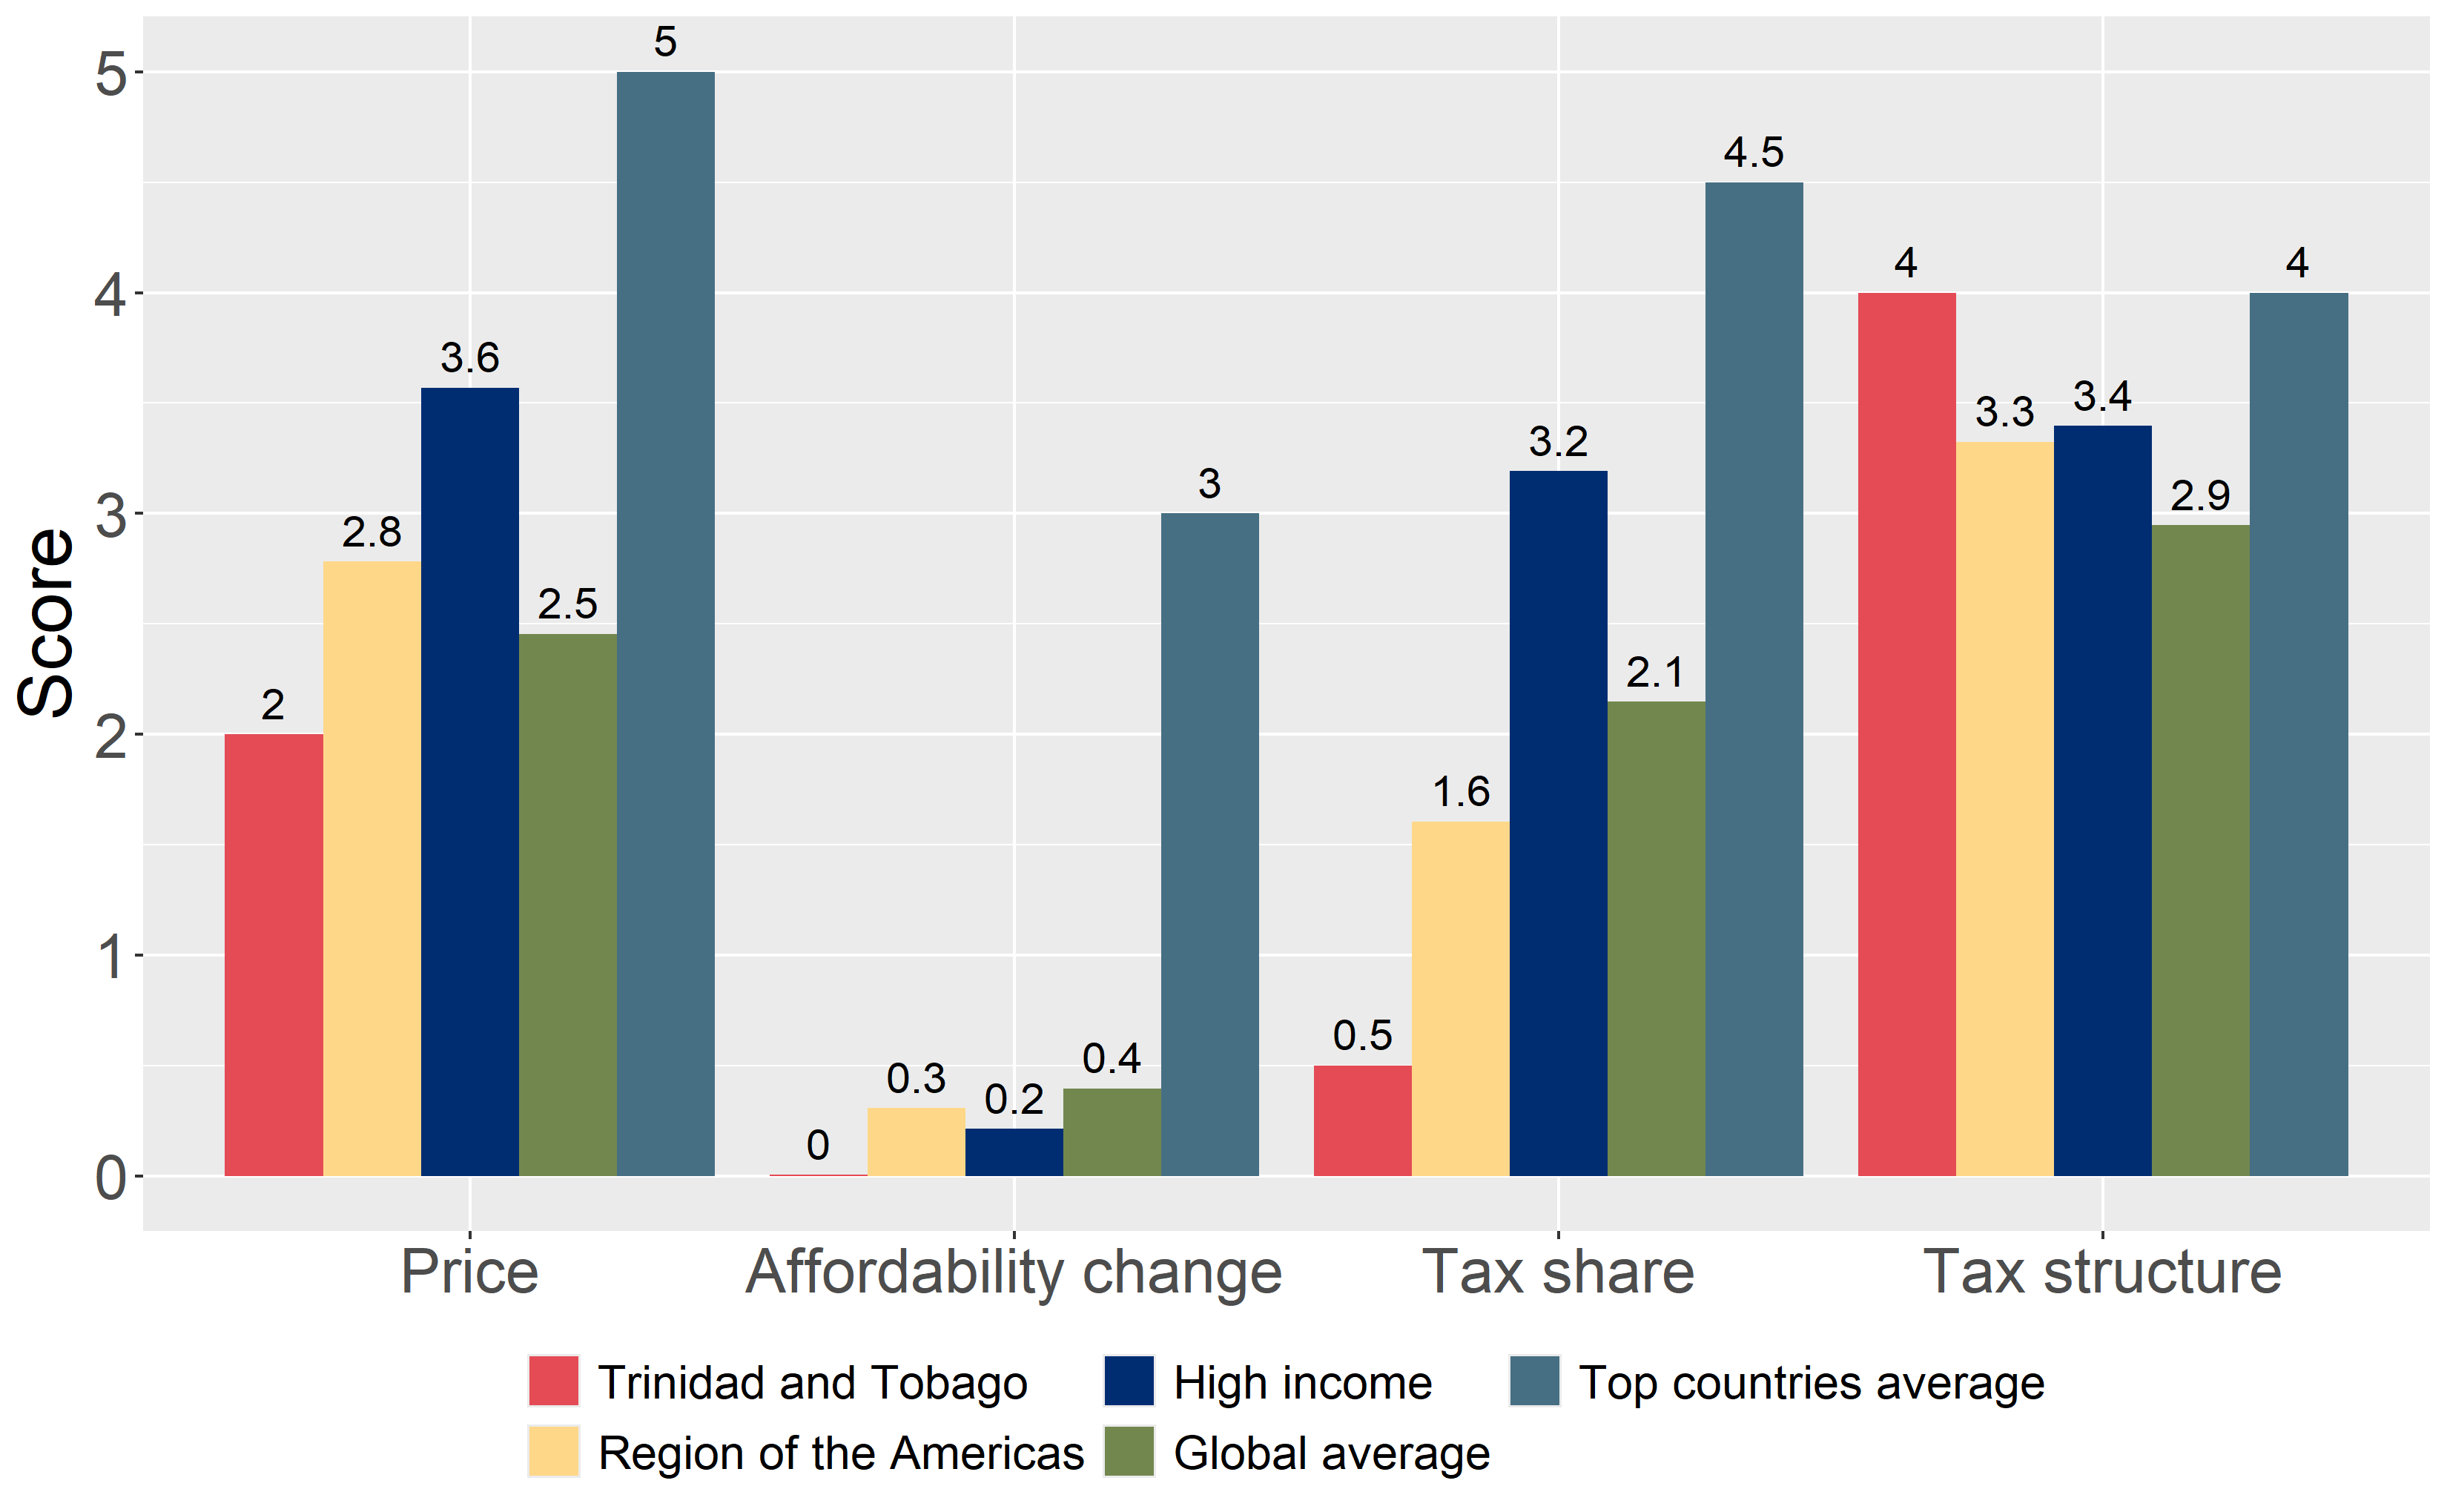 Score
5
4
3
2
1
0
2
2.8
3.6
2.5
5
0
0.3
0.2
0.4
3
0.5
1.6
3.2
2.1
4.5
4
3.3
3.4
2.9
4
Price
Affordability change
Tax share
Tax structure
Trinidad and Tobago
High income
Top countries average
Region of the Americas
Global average